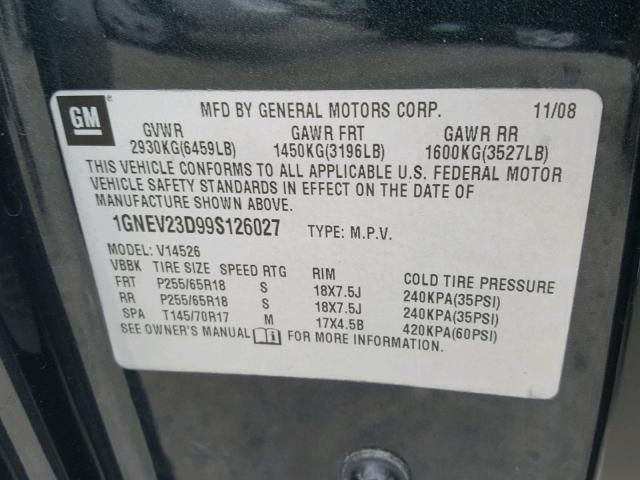 GM® MFD BY GENERAL MOTORS CORP. 11/08
GVWR GAWR FRT GAWR RR
2930KG(6459LB) 1450KG(3196LB) 1600KG(3527LB)
THIS VEHICLE CONFORMS TO ALL APPLICABLE U.S. FEDERAL MOTOR
VEHICLE SAFETY STANDARDS IN EFFECT ON THE DATE OF
MANUFACTURE SHOWN ABOVE.
1GNEV23D99S126027 TYPE: M.P.V.
MODEL: V14526
VBBK TIRE SIZE SPEED RTG RIM COLD TIRE PRESSURE
FRT P255/65R18 S 18X7.5J 240KPA(35PSI)
RR P255/65R18 S 18X7.5J 240KPA(35PSI)
SPA T145/70R17 M 17X4.5B 420KPA(60PSI)
SEE OWNER'S MANUAL FOR MORE INFORMATION.